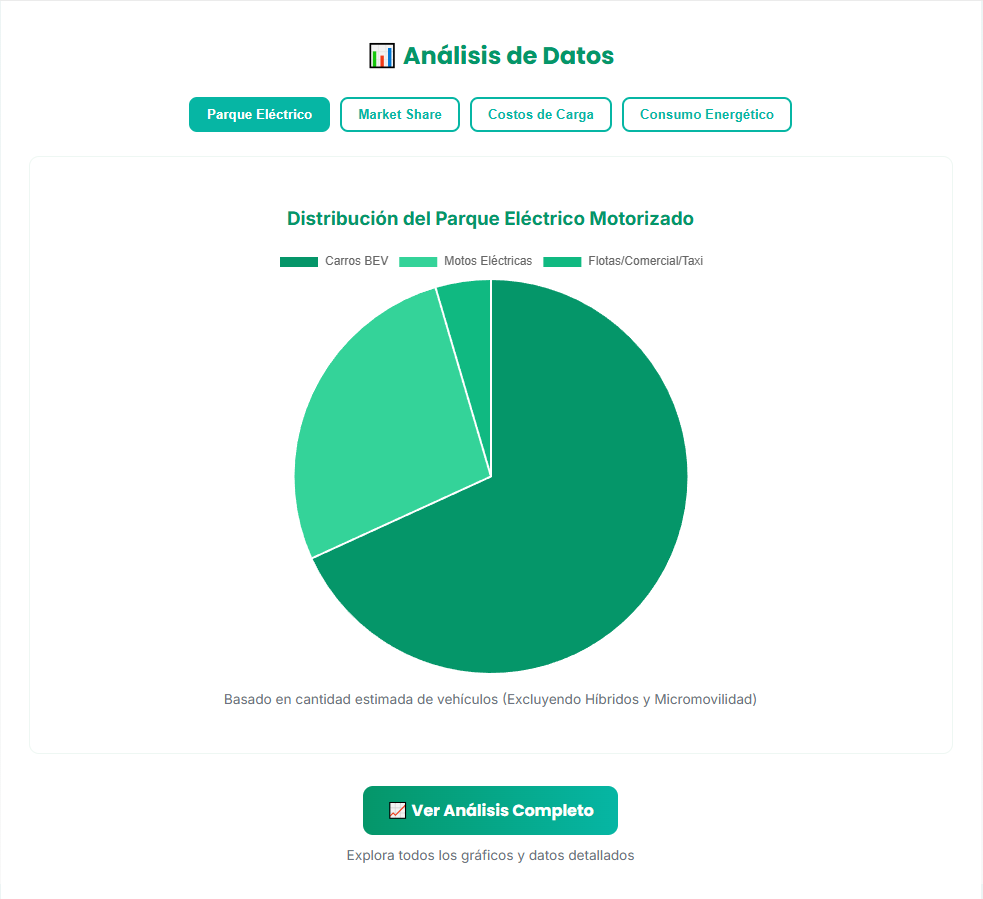 Análisis de Datos
Parque Eléctrico Market Share Costos de Carga Consumo Energético
Distribución del Parque Eléctrico Motorizado
Carros BEV Motos Eléctricas Flotas/Comercial/Taxi
Basado en cantidad estimada de vehículos (Excluyendo Híbridos y Micromovilidad)
Ver Análisis Completo
Explora todos los gráficos y datos detallados